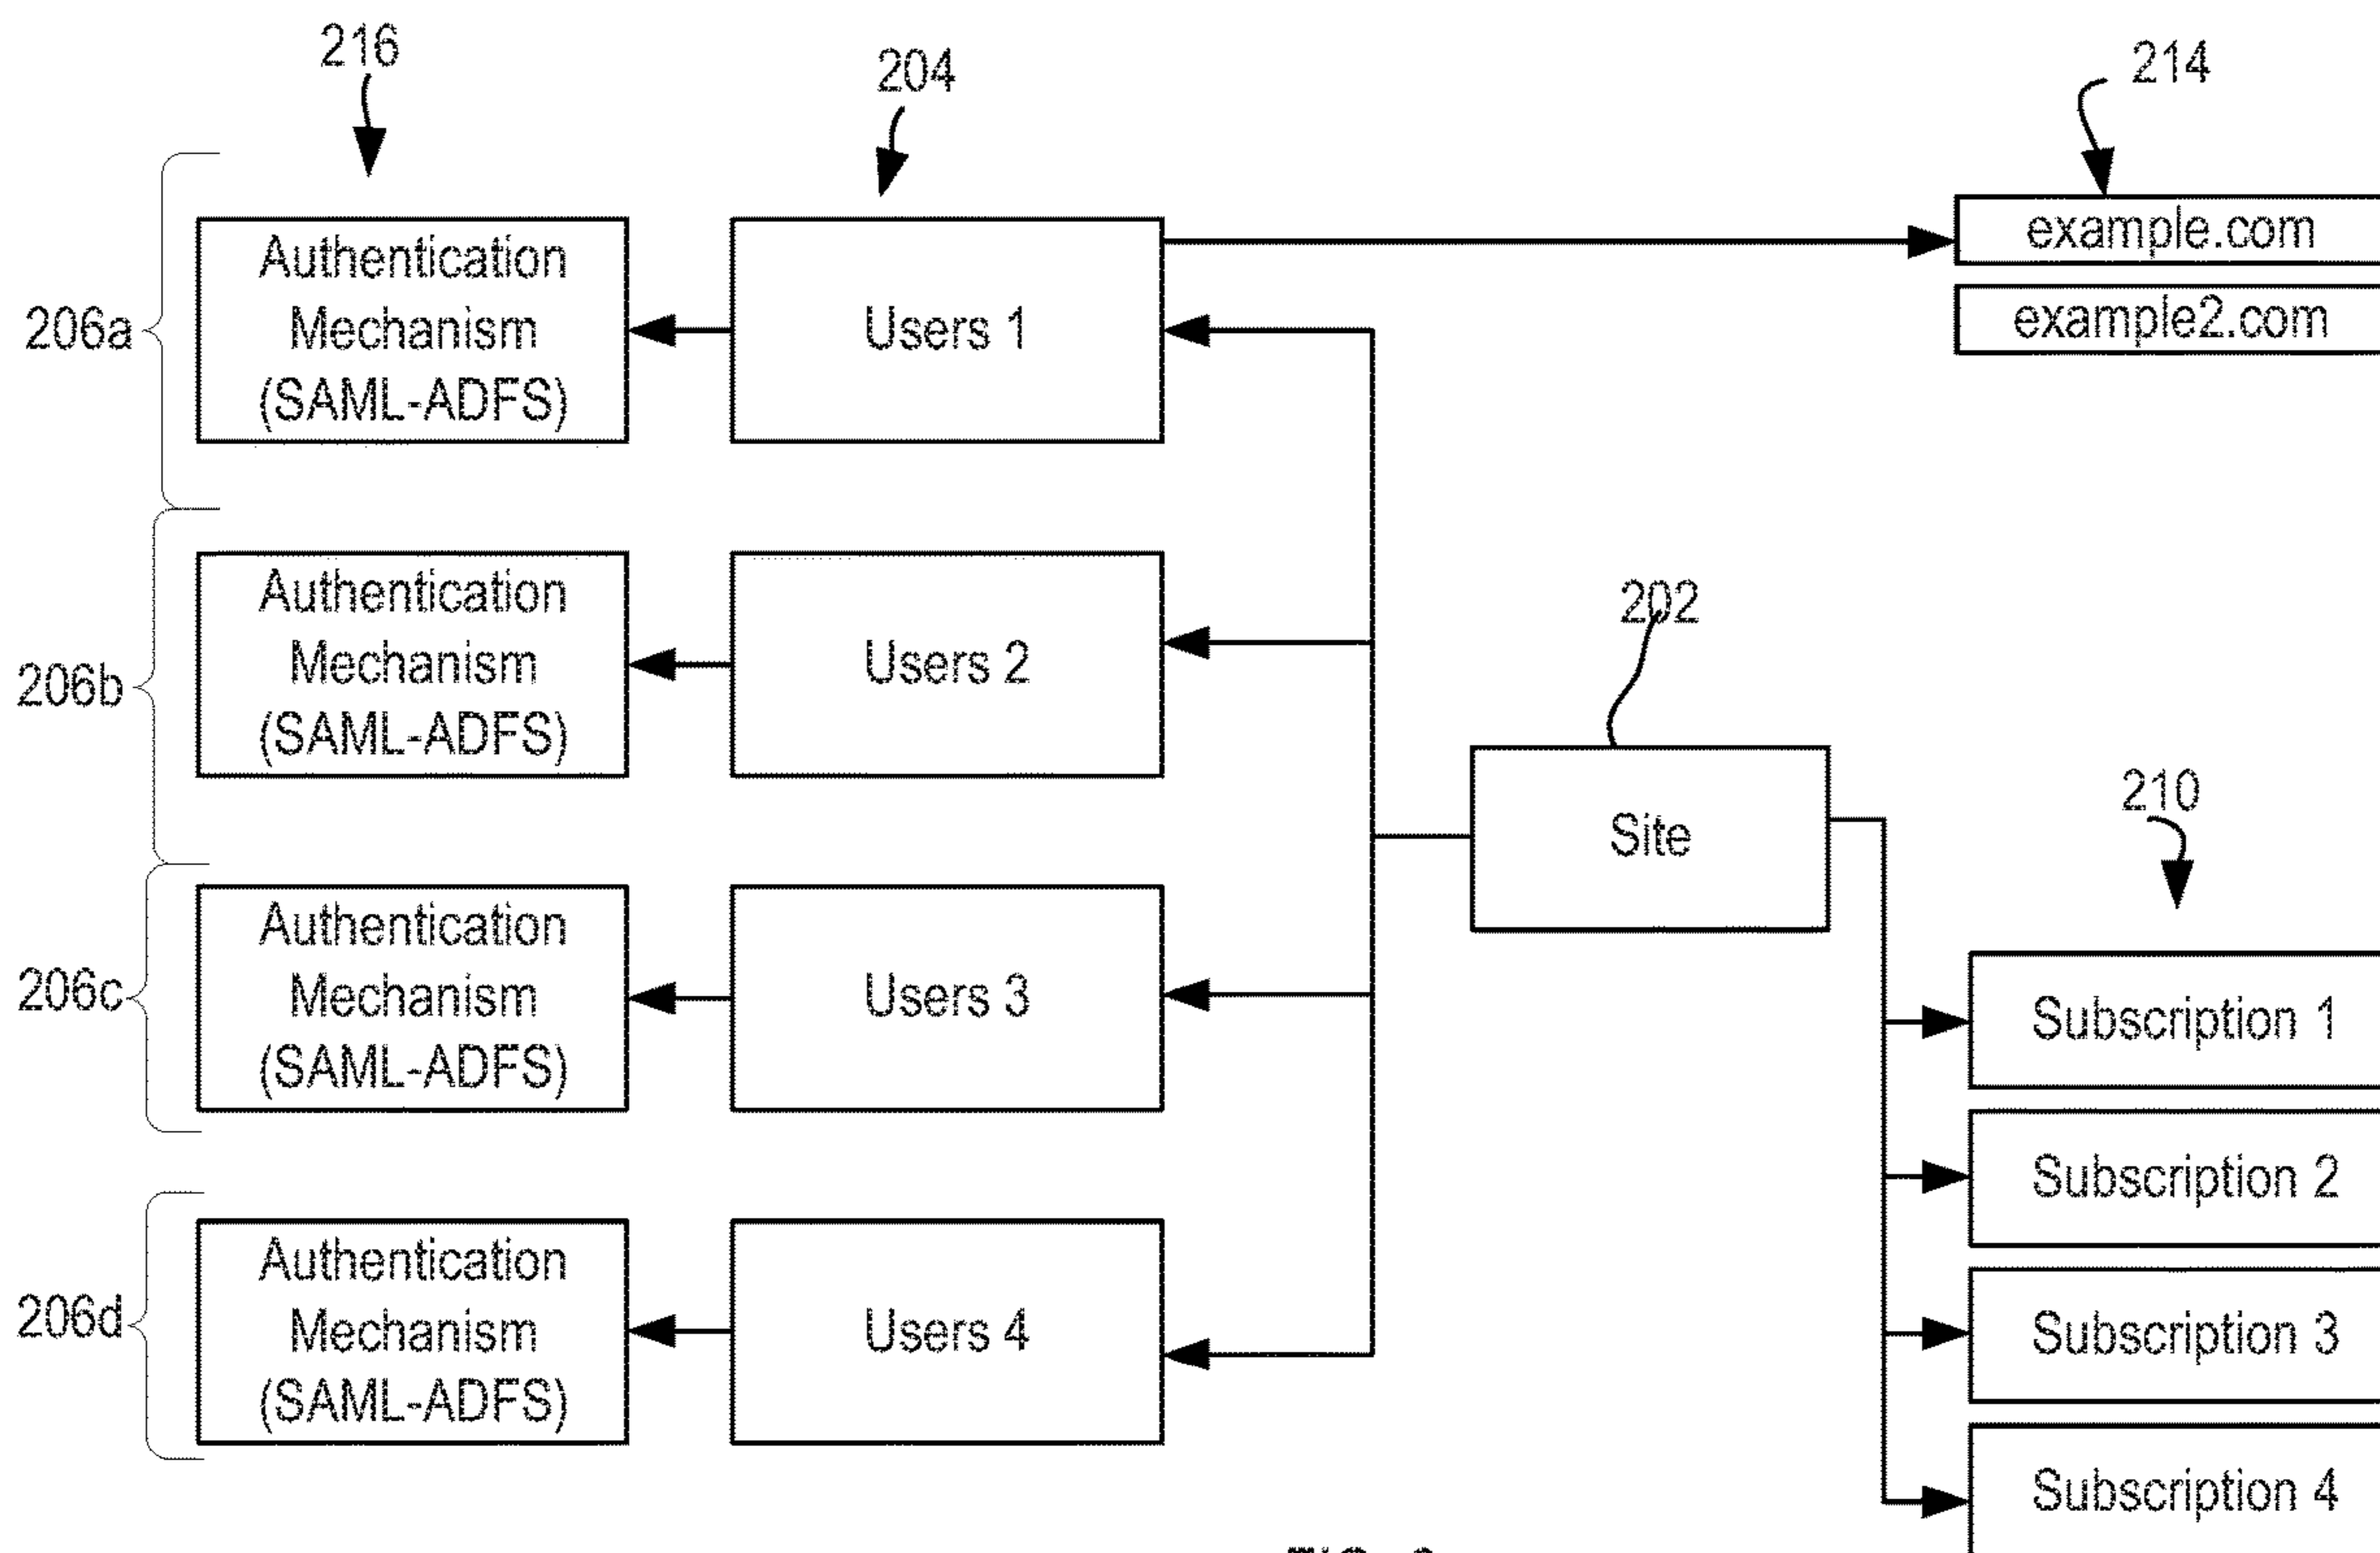 216
204
214
206a
Authentication
Mechanism
(SAML-ADFS)
Users 1
example.com
example2.com
206b
Authentication
Mechanism
(SAML-ADFS)
Users 2
202
Site
206c
Authentication
Mechanism
(SAML-ADFS)
Users 3
210
Subscription 1
Subscription 2
Subscription 3
Subscription 4
206d
Authentication
Mechanism
(SAML-ADFS)
Users 4